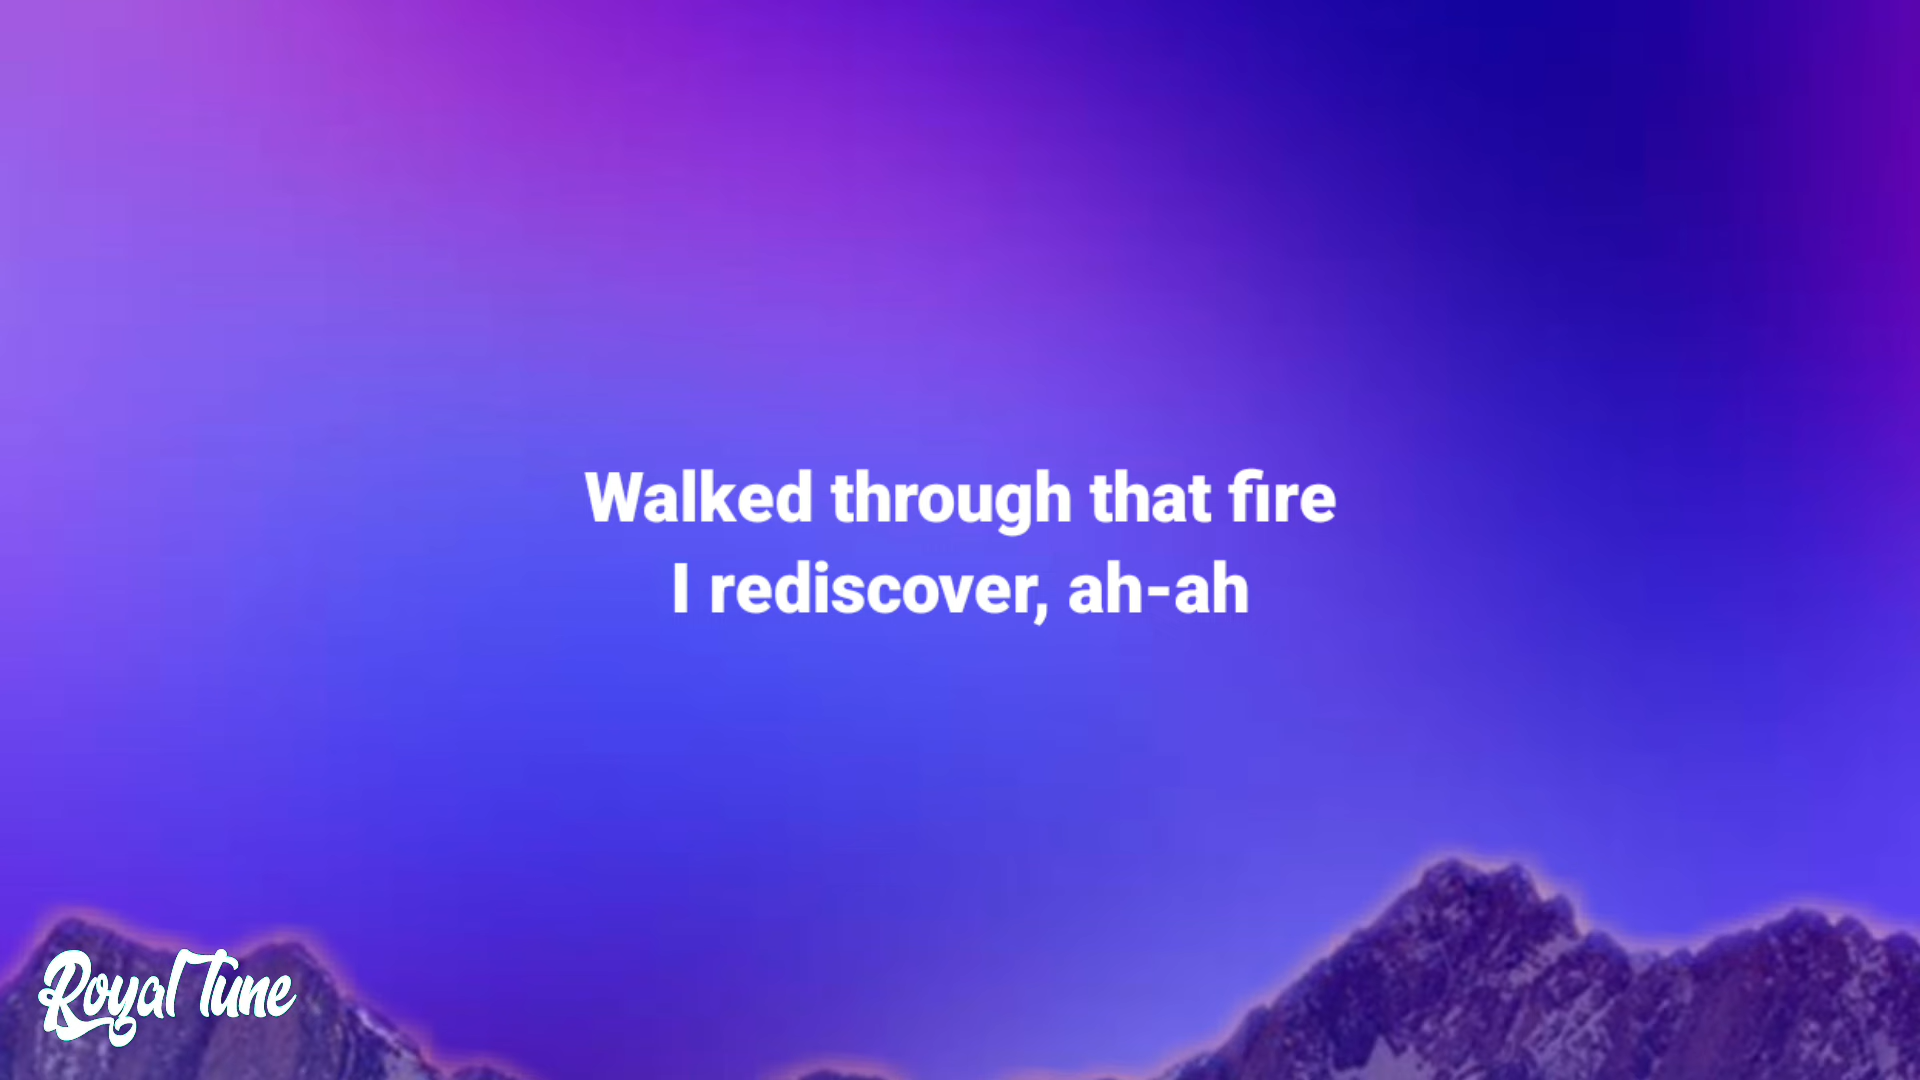 Walked through that fire
I rediscover, ah-ah
Royal Tune